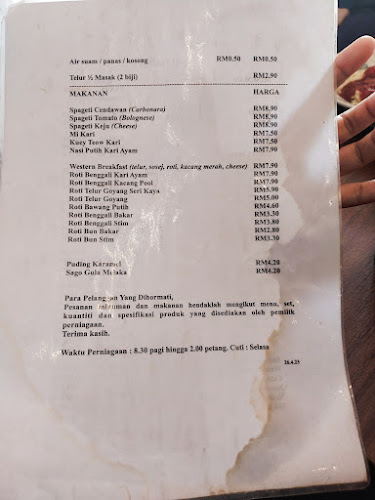 Air suam / panas / kosong RM0.50 RM0.50
Telur ½ Masak (2 biji) RM2.90
MAKANAN HARGA
Spageti Cendawan (Carbonara) RM8.90
Spageti Tomato (Bolognese) RM8.90
Spageti Keju (Cheese) RM8.90
Mi Kari RM7.50
Kuey Teow Kari RM7.50
Nasi Putih Kari Ayam RM7.90
Western Breakfast (telur, sosej, roti, kacang merah, cheese) RM7.90
Roti Benggali Kari Ayam RM7.90
Roti Benggali Kacang Pool RM7.90
Roti Telur Goyang Seri Kaya RM5.90
Roti Telur Goyang RM5.00
Roti Bawang Putih RM4.60
Roti Benggali Bakar RM3.30
Roti Benggali Stim RM3.80
Roti Bun Bakar RM2.80
Roti Bun Stim RM3.30
Puding Karamel RM4.20
Sago Gula Melaka RM4.20
Para Pelanggan Yang Dihormati,
Pesanan minuman dan makanan hendaklah mengikut menu, set,
kuantiti dan spesifikasi produk yang disediakan oleh pemilik
perniagaan.
Terima kasih.
Waktu Perniagaan : 8.30 pagi hingga 2.00 petang. Cuti : Selasa
26.4.23